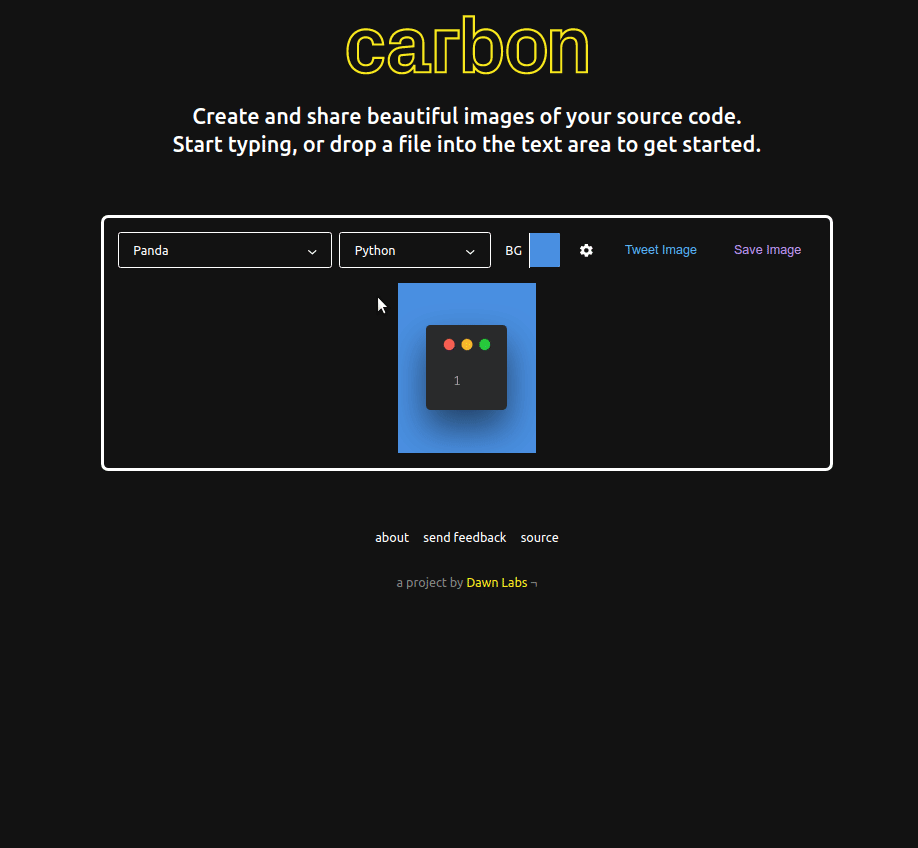 carbon
Create and share beautiful images of your source code.
Start typing, or drop a file into the text area to get started.
Panda Python BG Tweet Image Save Image
1
about send feedback source
a project by Dawn Labs ¬